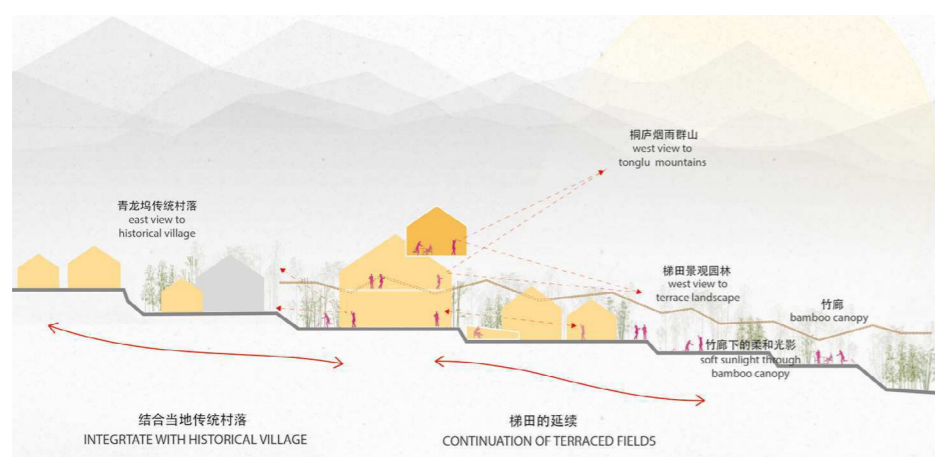 桐庐烟雨群山
west view to
tonglu mountains
青龙坞传统村落
east view to
historical village
梯田景观园林
west view to
terrace landscape
竹廊
bamboo canopy
竹廊下的柔和光影
soft sunlight through
bamboo canopy
结合当地传统村落
INTEGRTATE WITH HISTORICAL VILLAGE
梯田的延续
CONTINUATION OF TERRACED FIELDS